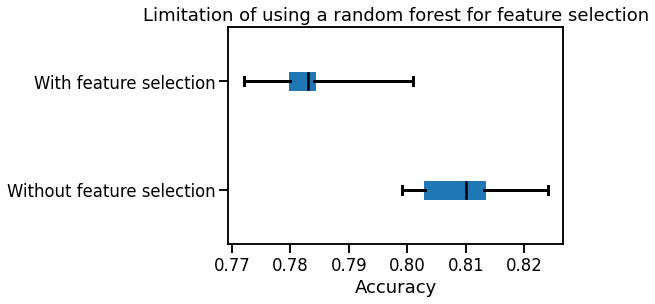 Limitation of using a random forest for feature selection
With feature selection
Without feature selection
0.77 0.78 0.79 0.80 0.81 0.82
Accuracy